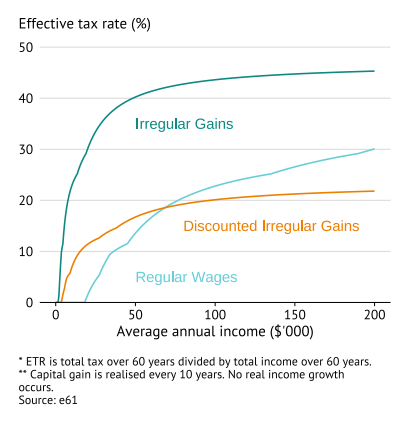 Effective tax rate (%)
50
40
30
20
10
0
Irregular Gains
Discounted Irregular Gains
Regular Wages
0 50 100 150 200
Average annual income ($'000)
* ETR is total tax over 60 years divided by total income over 60 years.
** Capital gain is realised every 10 years. No real income growth
occurs.
Source: e61